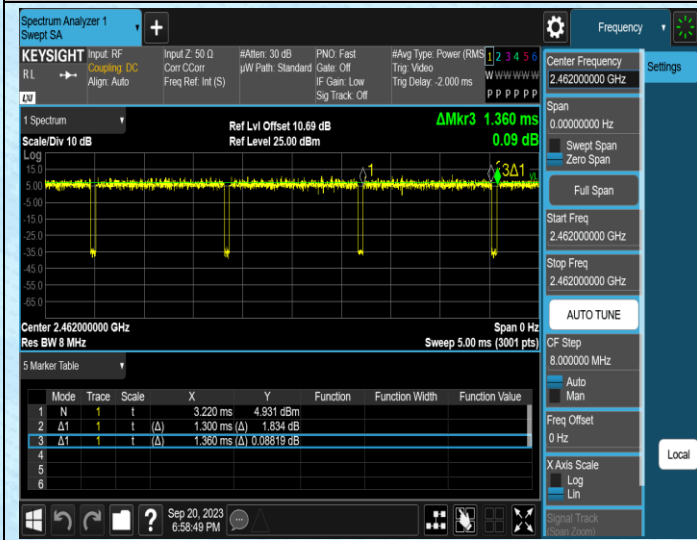 Spectrum Analyzer 1
Swept SA
+
Frequency
KEYSIGHT
RL
LXI
Input: RF
Coupling: DC
Align: Auto
Input Z: 50 Ω
Corr CCorr
Freq Ref: Int (S)
#Atten: 30 dB
µW Path: Standard
PNO: Fast
Gate: Off
IF Gain: Low
Sig Track: Off
#Avg Type: Power (RMS
Trig: Video
Trig Delay: -2.000 ms
1 2 3 4 5 6
W W W W W W
P P P P P P
1 Spectrum
Scale/Div 10 dB
Log
Ref Lvl Offset 10.69 dB
Ref Level 25.00 dBm
ΔMkr3 1.360 ms
0.09 dB
15.0
5.00
-5.00
-15.0
-25.0
-35.0
-45.0
-55.0
-65.0
1
3Δ1
Center 2.462000000 GHz
Res BW 8 MHz
Span 0 Hz
Sweep 5.00 ms (3001 pts)
5 Marker Table
Mode Trace Scale X Y Function Function Width Function Value
1 N 1 t 3.220 ms 4.931 dBm
2 Δ1 1 t (Δ) 1.300 ms (Δ) 1.834 dB
3 Δ1 1 t (Δ) 1.360 ms (Δ) 0.08819 dB
4
5
6
?
Sep 20, 2023
6:58:49 PM
Center Frequency
2.462000000 GHz
Settings
Span
0.00000000 Hz
Swept Span
Zero Span
Full Span
Start Freq
2.462000000 GHz
Stop Freq
2.462000000 GHz
AUTO TUNE
CF Step
8.000000 MHz
Auto
Man
Freq Offset
0 Hz
X Axis Scale
Log
Lin
Signal Track
(Span Zoom)
Local